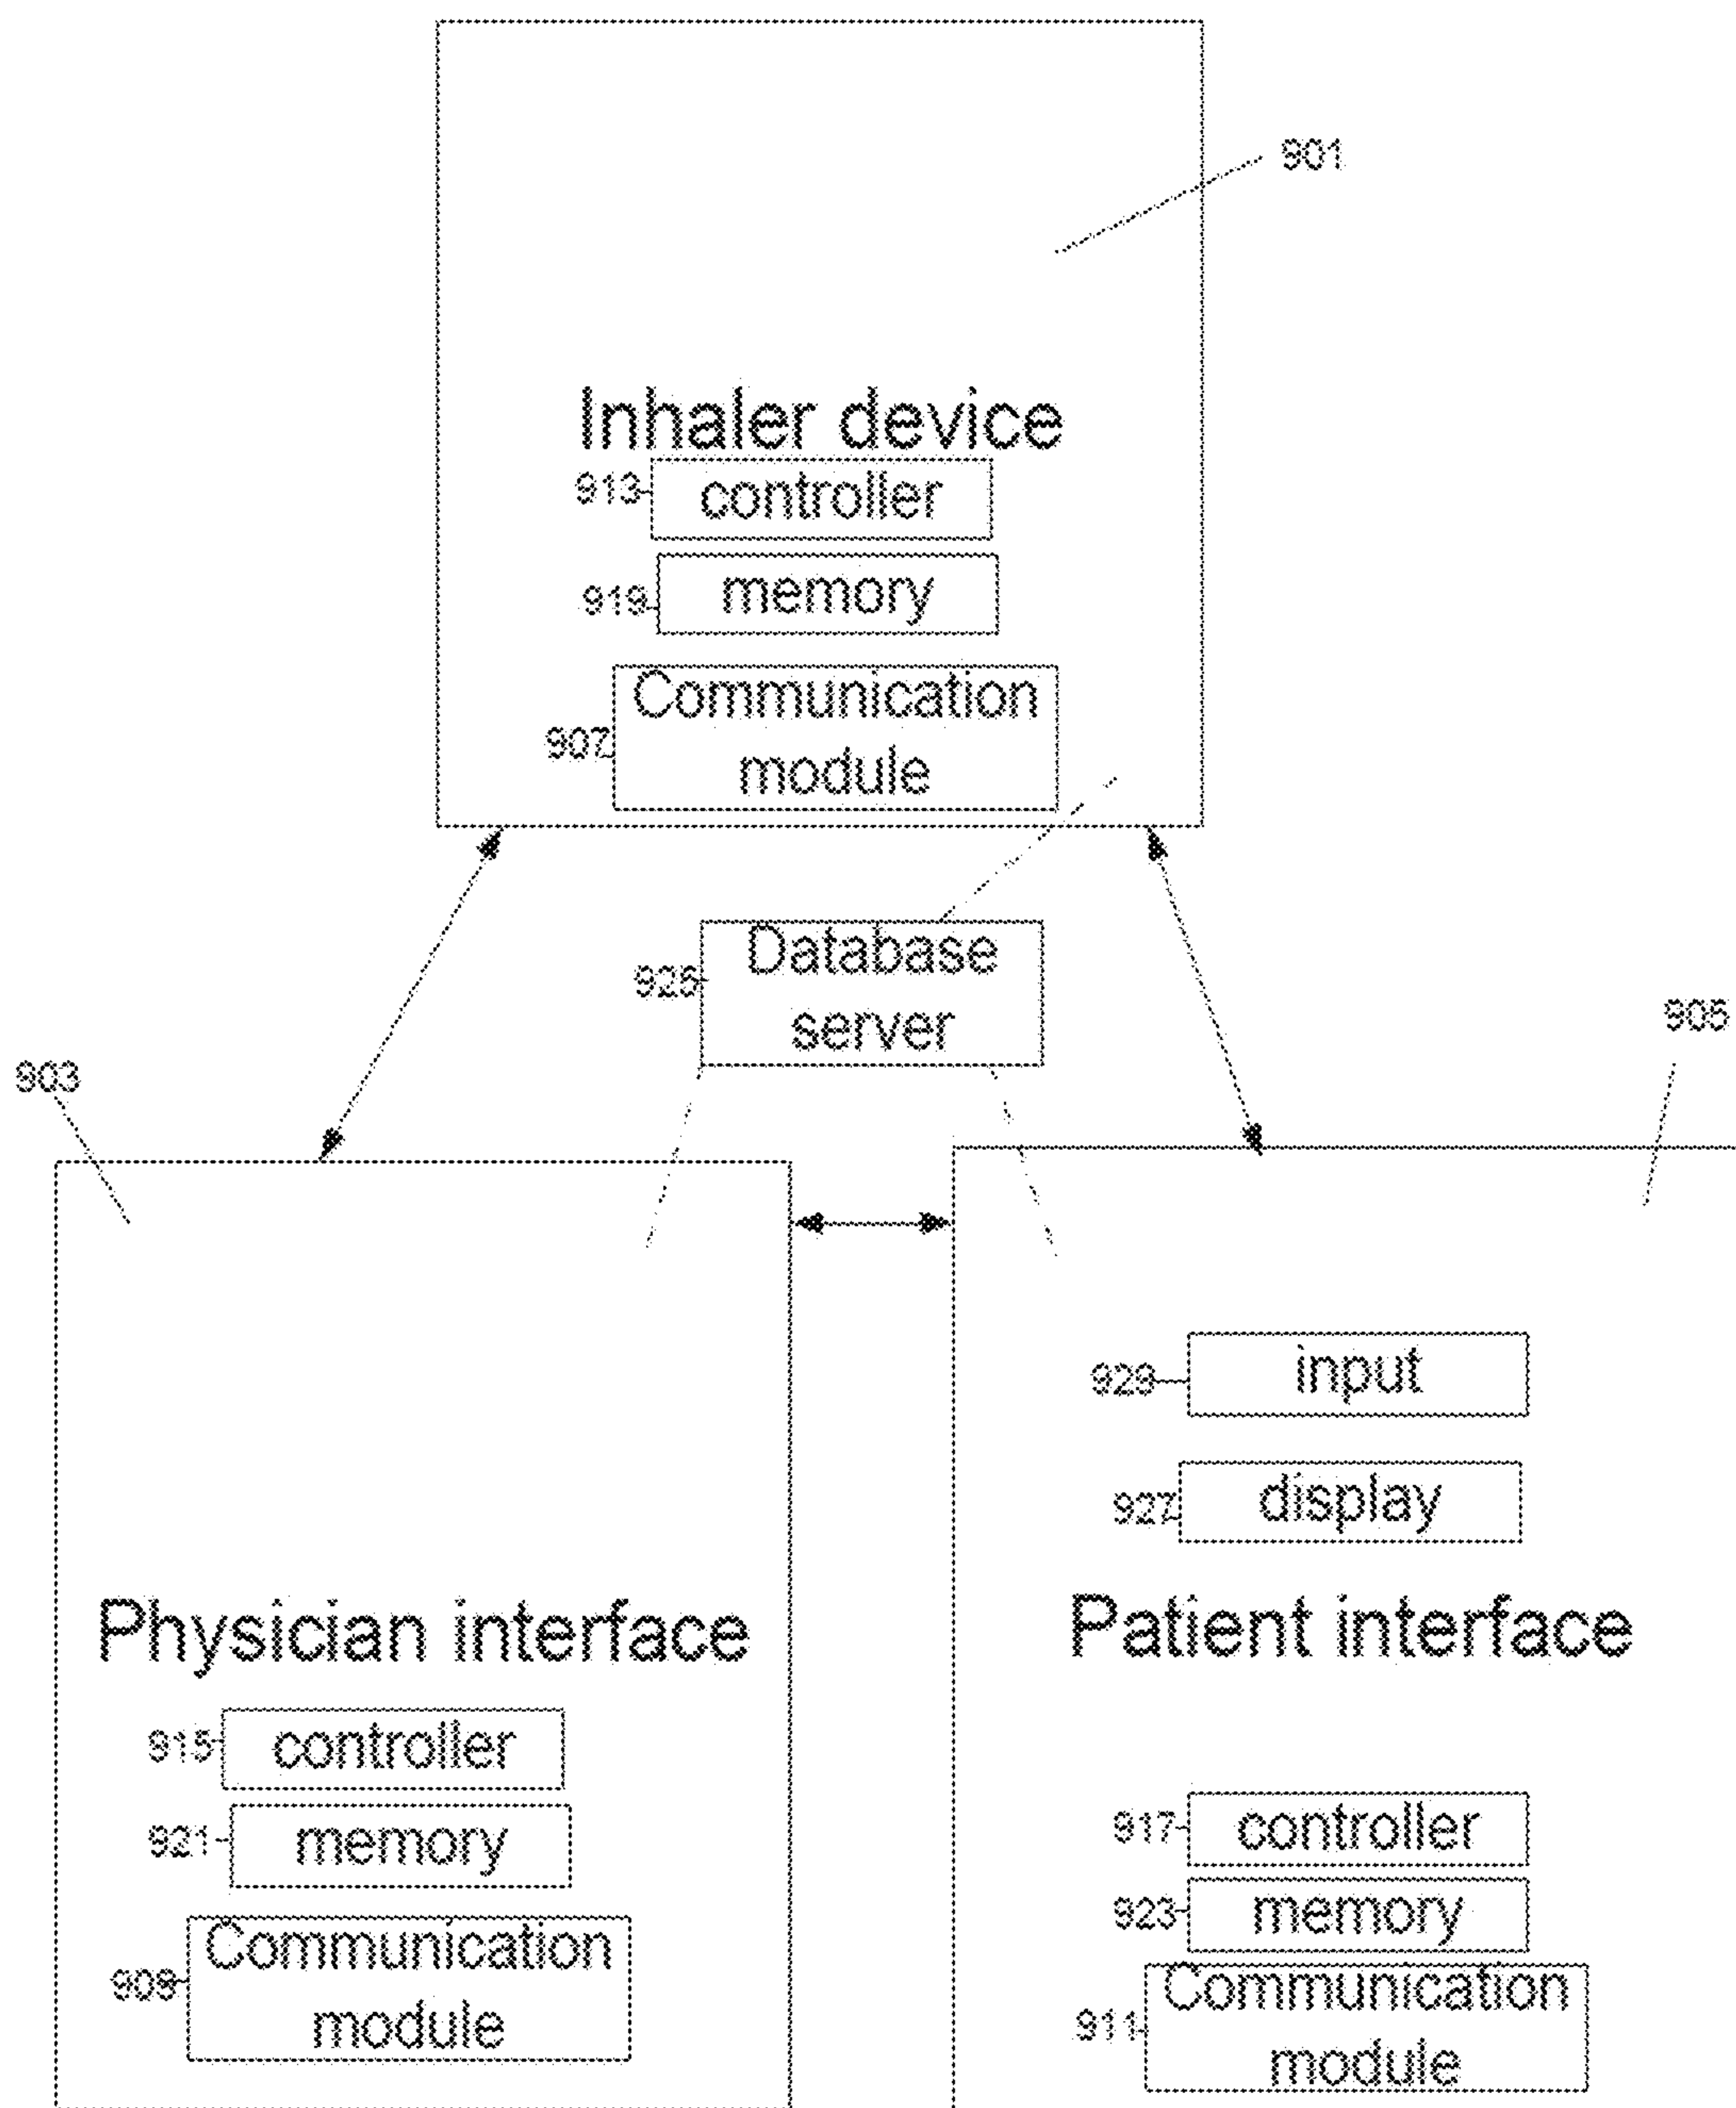 901
Inhaler device
913
controller
919
memory
907
Communication
module
925
Database
server
905
903
929
input
927
display
Physician interface
Patient interface
915
controller
921
memory
909
Communication
module
917
controller
923
memory
911
Communication
module